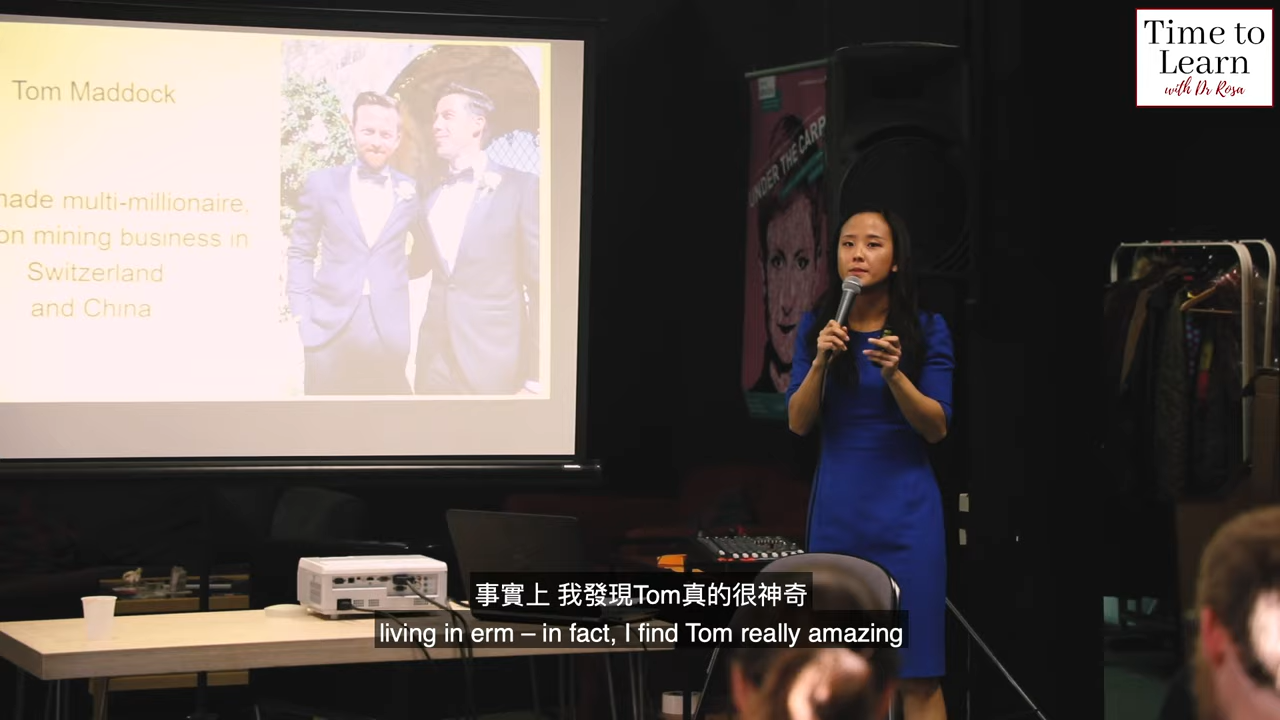 Time to
Learn
with Dr Rosa
Tom Maddock
made multi-millionaire.
on mining business in
Switzerland
and China
UNDER THE CARP
事實上 我發現Tom真的很神奇
living in erm – in fact, I find Tom really amazing